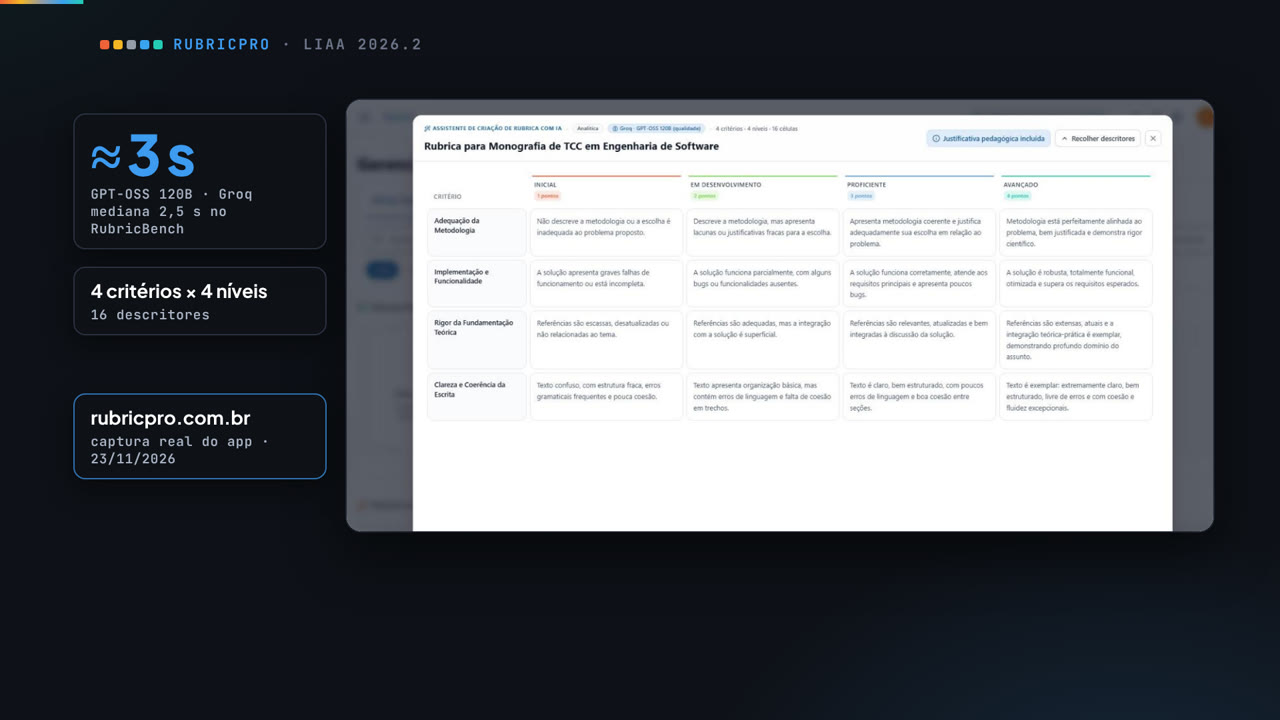 RUBRICPRO · LIAA 2026.2
≈3s
GPT-OSS 120B · Groq
mediana 2,5 s no
RubricBench
4 critérios × 4 níveis
16 descritores
rubricpro.com.br
captura real do app ·
23/11/2026
ASSISTENTE DE CRIAÇÃO DE RUBRICA COM IA
Analítica
Groq · GPT-OSS 120B (qualidade)
· 4 critérios · 4 níveis · 16 células
Rubrica para Monografia de TCC em Engenharia de Software
Justificativa pedagógica incluída
Recolher descritores
CRITÉRIO
INICIAL
1 pontos
EM DESENVOLVIMENTO
2 pontos
PROFICIENTE
3 pontos
AVANÇADO
4 pontos
Adequação da
Metodologia
Não descreve a metodologia ou a escolha é
inadequada ao problema proposto.
Descreve a metodologia, mas apresenta
lacunas ou justificativas fracas para a escolha.
Apresenta metodologia coerente e justifica
adequadamente sua escolha em relação ao
problema.
Metodologia está perfeitamente alinhada ao
problema, bem justificada e demonstra rigor
científico.
Implementação e
Funcionalidade
A solução apresenta graves falhas de
funcionamento ou está incompleta.
A solução funciona parcialmente, com alguns
bugs ou funcionalidades ausentes.
A solução funciona corretamente, atende aos
requisitos principais e apresenta poucos
bugs.
A solução é robusta, totalmente funcional,
otimizada e supera os requisitos esperados.
Rigor da Fundamentação
Teórica
Referências são escassas, desatualizadas ou
não relacionadas ao tema.
Referências são adequadas, mas a integração
com a solução é superficial.
Referências são relevantes, atualizadas e bem
integradas à discussão da solução.
Referências são extensas, atuais e a
integração teórica-prática é exemplar,
demonstrando profundo domínio do
assunto.
Clareza e Coerência da
Escrita
Texto confuso, com estrutura fraca, erros
gramaticais frequentes e pouca coesão.
Texto apresenta organização básica, mas
contém erros de linguagem e falta de coesão
em trechos.
Texto é claro, bem estruturado, com poucos
erros de linguagem e boa coesão entre
seções.
Texto é exemplar: extremamente claro, bem
estruturado, livre de erros e com coesão e
fluidez excepcionais.